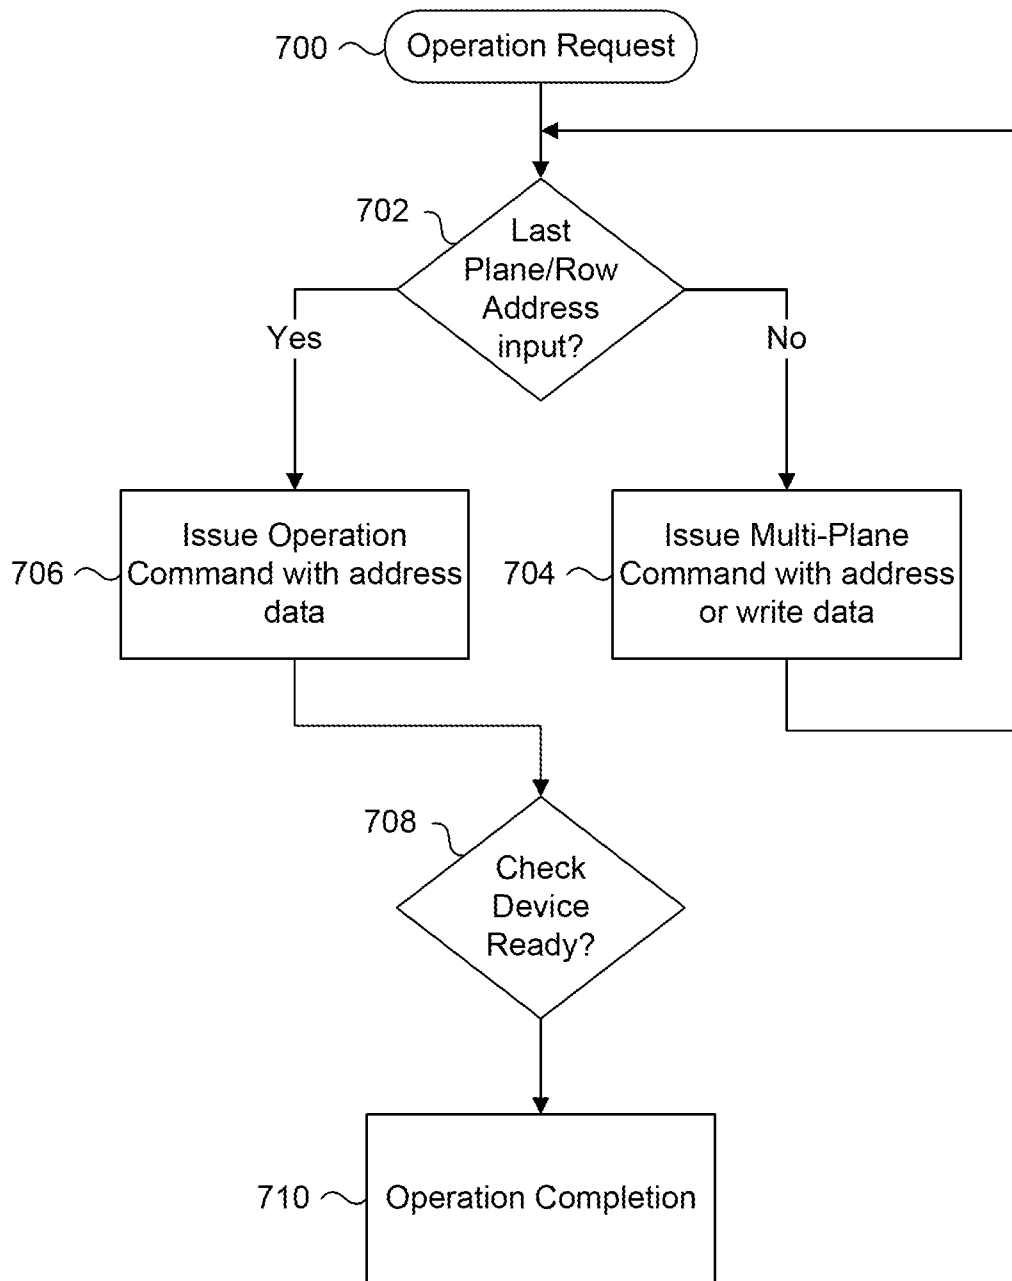 700
Operation Request
702
Last
Plane/Row
Address
input?
Yes
No
706
Issue Operation
Command with address
data
704
Issue Multi-Plane
Command with address
or write data
708
Check
Device
Ready?
710
Operation Completion